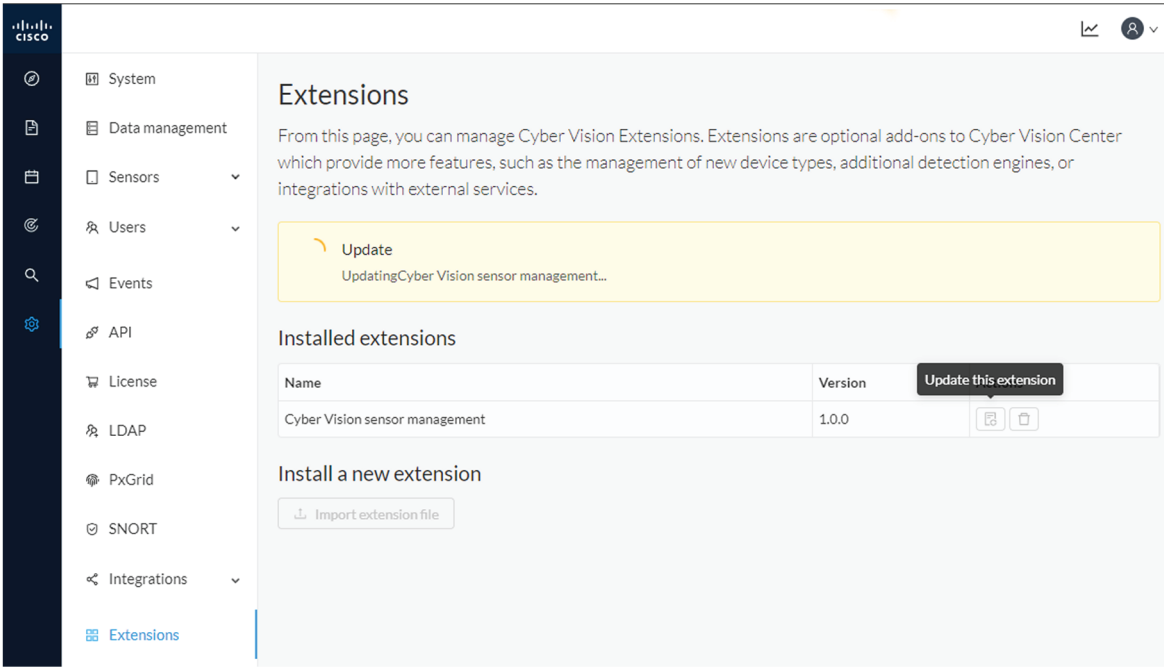 CISCO
System
Data management
Sensors
Users
Events
API
License
LDAP
PxGrid
SNORT
Integrations
Extensions
Extensions
From this page, you can manage Cyber Vision Extensions. Extensions are optional add-ons to Cyber Vision Center
which provide more features, such as the management of new device types, additional detection engines, or
integrations with external services.
Update
UpdatingCyber Vision sensor management...
Installed extensions
Name Version
Update this extension
Cyber Vision sensor management 1.0.0
Install a new extension
Import extension file